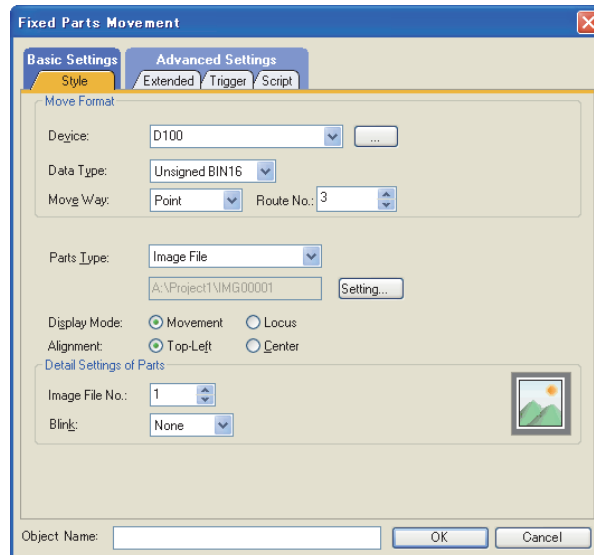 Fixed Parts Movement
Basic Settings Advanced Settings
Style Extended Trigger Script
Move Format
Device: D100 ...
Data Type: Unsigned BIN16
Move Way: Point Route No.: 3
Parts Type: Image File
A:\Project1\IMG00001 Setting...
Display Mode: Movement Locus
Alignment: Top-Left Center
Detail Settings of Parts
Image File No.: 1
Blink: None
Object Name: OK Cancel